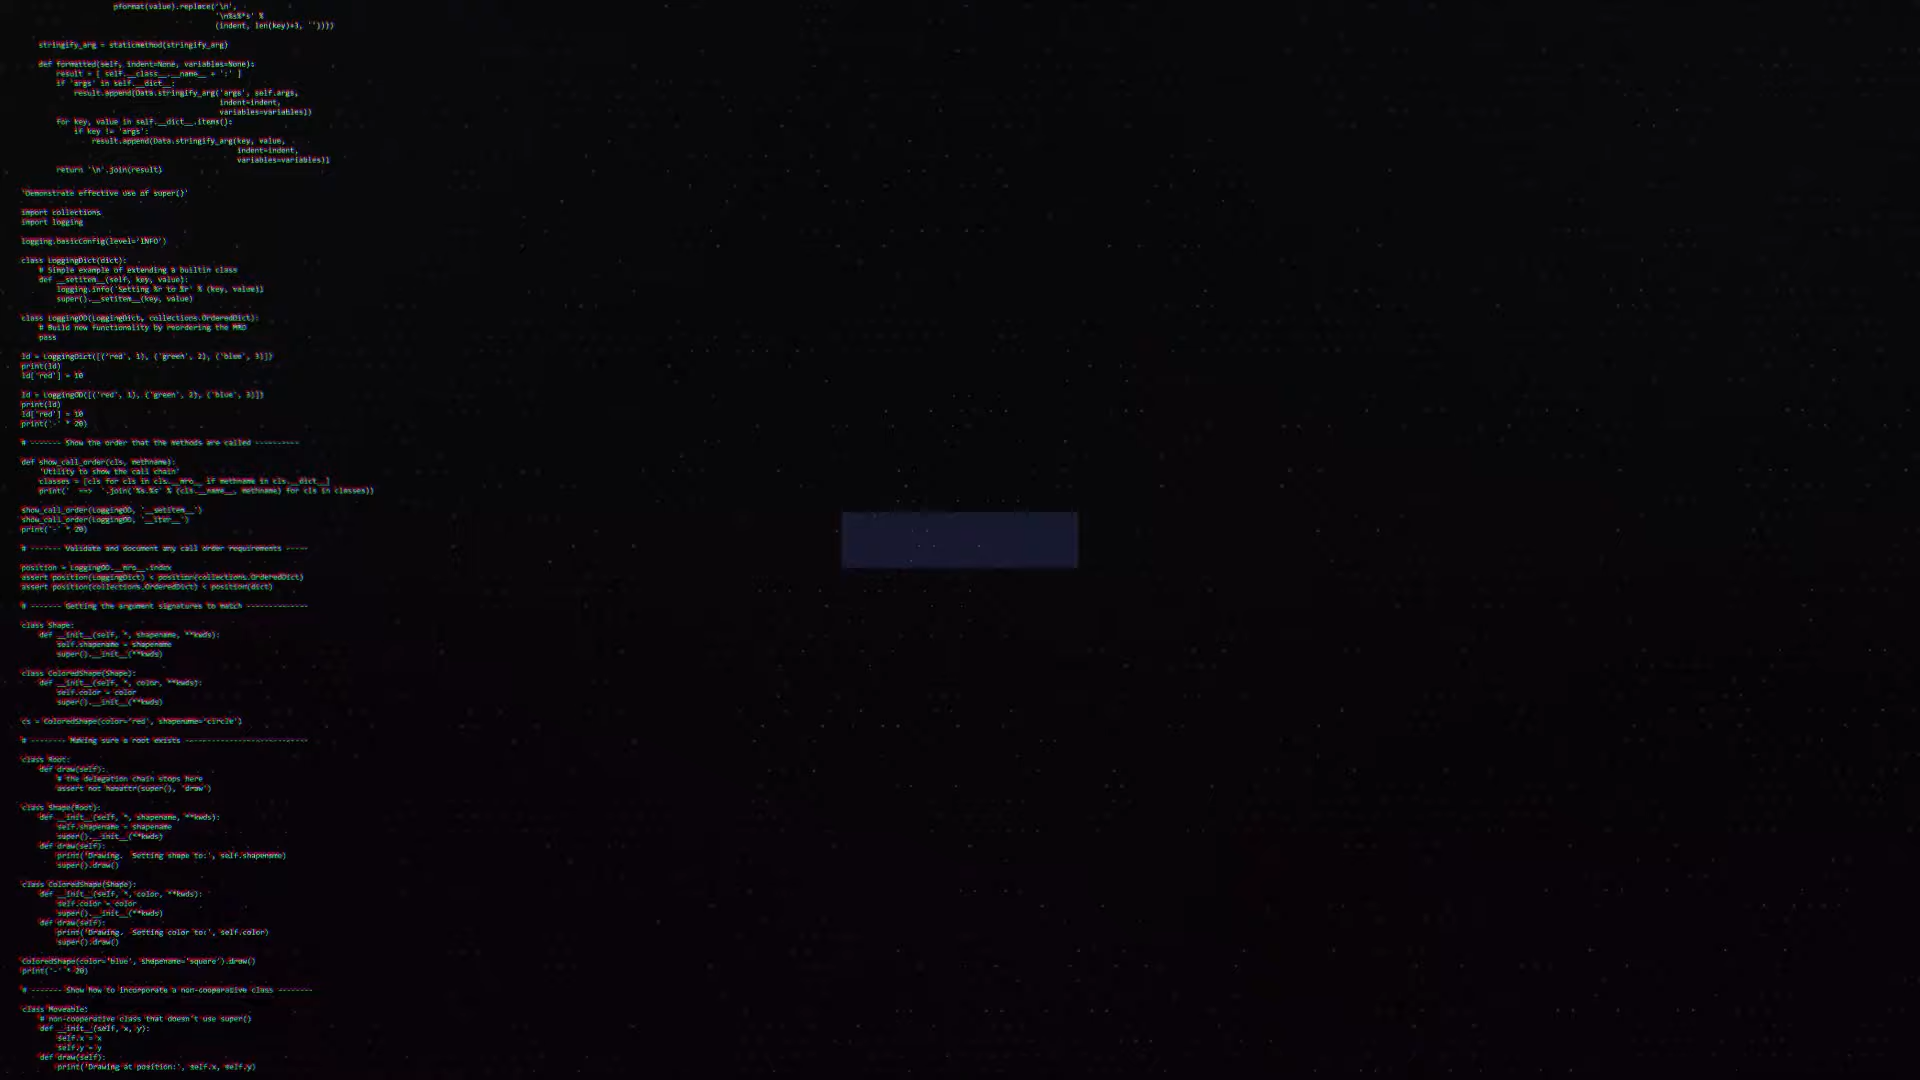 pformat(value).replace('\n',
'\n%s*s' %
(indent, len(key)+3, ''))))
stringify_arg = staticmethod(stringify_arg)
def formatted(self, indent=None, variables=None):
result = [ self.__class__.__name__ + ':' ]
if 'args' in self.__dict__:
result.append(Data.stringify_arg('args', self.args,
indent=indent,
variables=variables))
for key, value in self.__dict__.items():
if key != 'args':
result.append(Data.stringify_arg(key, value,
indent=indent,
variables=variables))
return '\n'.join(result)
'Demonstrate effective use of super()'
import collections
import logging
logging.basicConfig(level='INFO')
class LoggingDict(dict):
# Simple example of extending a builtin class
def __setitem__(self, key, value):
logging.info('Setting %r to %r' % (key, value))
super().__setitem__(key, value)
class LoggingOD(LoggingDict, collections.OrderedDict):
# Build new functionality by reordering the MRO
pass
ld = LoggingDict([('red', 1), ('green', 2), ('blue', 3)])
print(ld)
ld['red'] = 10
ld = LoggingOD([('red', 1), ('green', 2), ('blue', 3)])
print(ld)
ld['red'] = 10
print('-' * 20)
# ------- Show the order that the methods are called ----------
def show_call_order(cls, methname):
'Utility to show the call chain'
classes = [cls for cls in cls.__mro__ if methname in cls.__dict__]
print('  ==>  '.join('%s.%s' % (cls.__name__, methname) for cls in classes))
show_call_order(LoggingOD, '__setitem__')
show_call_order(LoggingOD, '__iter__')
print('-' * 20)
# ------- Validate and document any call order requirements -----
position = LoggingOD.__mro__.index
assert position(LoggingDict) < position(collections.OrderedDict)
assert position(collections.OrderedDict) < position(dict)
# ------- Getting the argument signatures to match --------------
class Shape:
def __init__(self, *, shapename, **kwds):
self.shapename = shapename
super().__init__(**kwds)
class ColoredShape(Shape):
def __init__(self, *, color, **kwds):
self.color = color
super().__init__(**kwds)
cs = ColoredShape(color='red', shapename='circle')
# -------- Making sure a root exists ----------------------------
class Root:
def draw(self):
# the delegation chain stops here
assert not hasattr(super(), 'draw')
class Shape(Root):
def __init__(self, *, shapename, **kwds):
self.shapename = shapename
super().__init__(**kwds)
def draw(self):
print('Drawing.  Setting shape to:', self.shapename)
super().draw()
class ColoredShape(Shape):
def __init__(self, *, color, **kwds):
self.color = color
super().__init__(**kwds)
def draw(self):
print('Drawing.  Setting color to:', self.color)
super().draw()
ColoredShape(color='blue', shapename='square').draw()
print('-' * 20)
# ------- Show how to incorporate a non-cooperative class --------
class Moveable:
# non-cooperative class that doesn't use super()
def __init__(self, x, y):
self.x = x
self.y = y
def draw(self):
print('Drawing at position:', self.x, self.y)